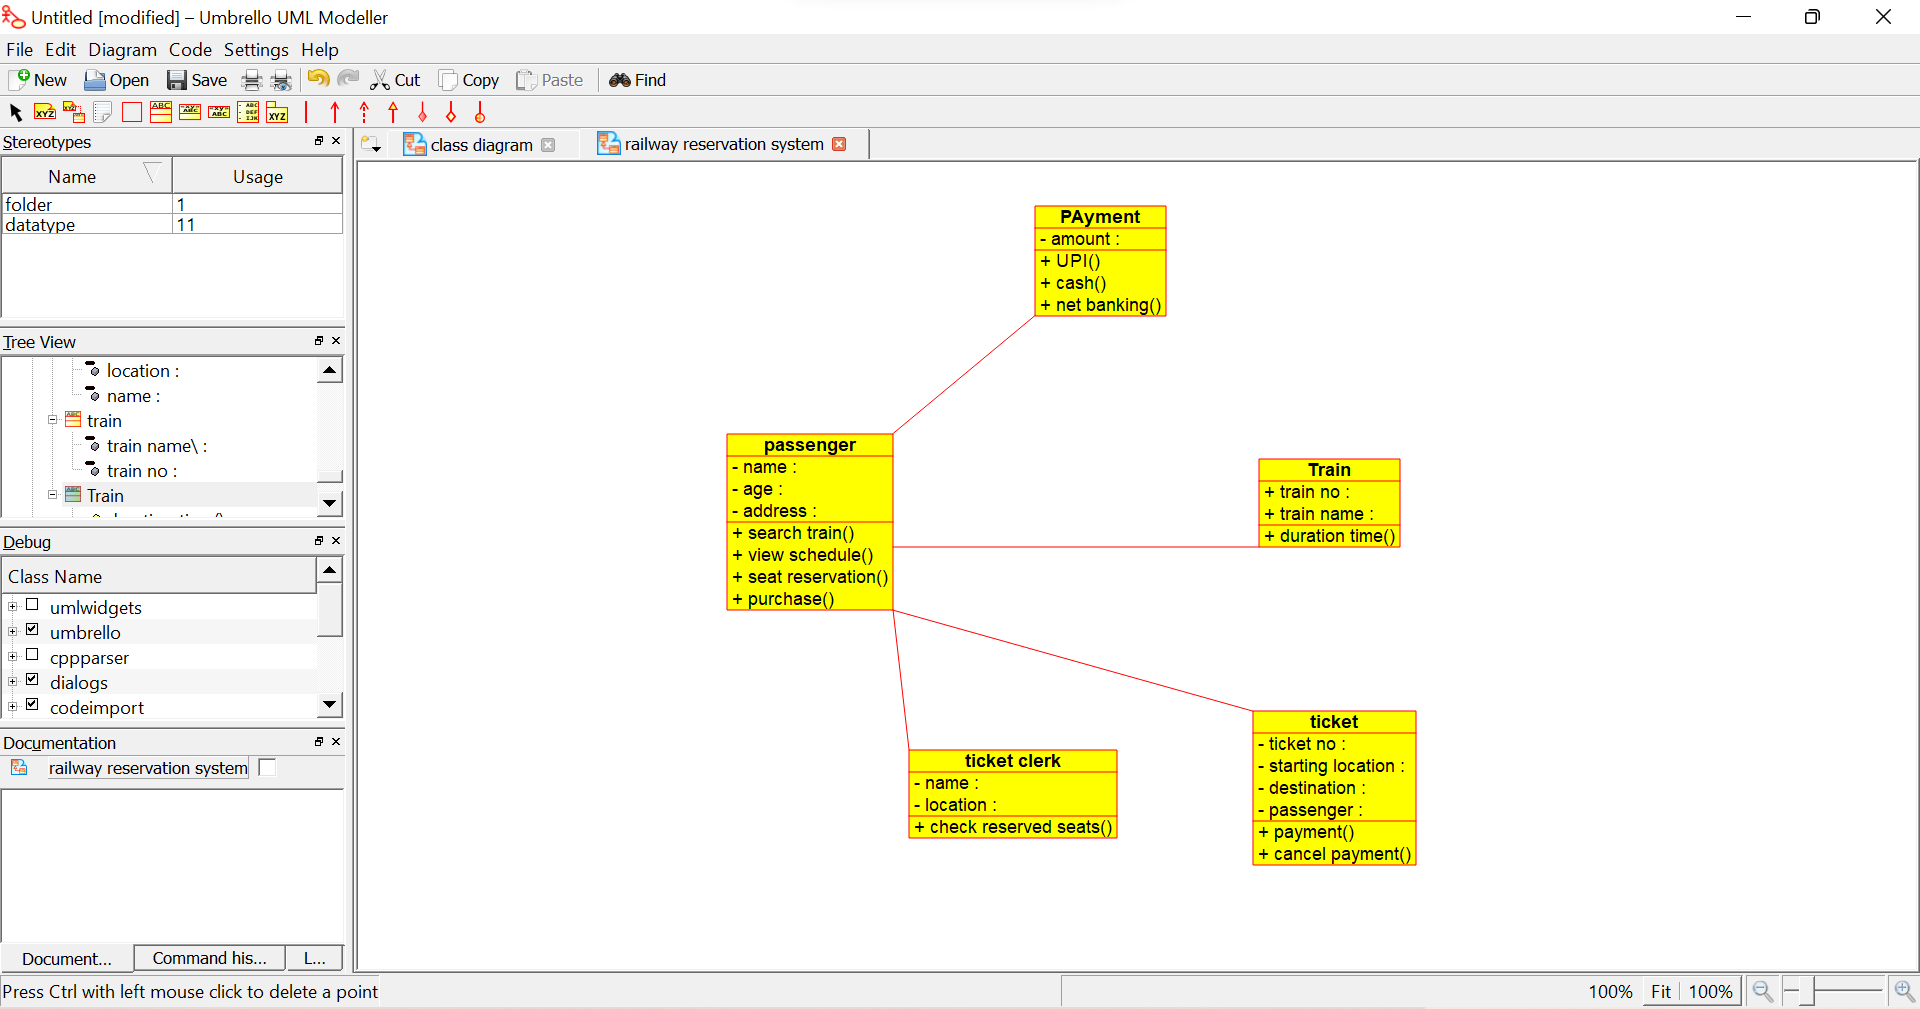 Untitled [modified] – Umbrello UML Modeller
File Edit Diagram Code Settings Help
New Open Save Cut Copy Paste Find
Stereotypes
Name Usage
folder 1
datatype 11
Tree View
location :
name :
train
train name\ :
train no :
Train
Debug
Class Name
umlwidgets
umbrello
cppparser
dialogs
codeimport
Documentation
railway reservation system
Document...
Command his...
L...
class diagram
railway reservation system
PAyment
- amount :
+ UPI()
+ cash()
+ net banking()
passenger
- name :
- age :
- address :
+ search train()
+ view schedule()
+ seat reservation()
+ purchase()
Train
+ train no :
+ train name :
+ duration time()
ticket clerk
- name :
- location :
+ check reserved seats()
ticket
- ticket no :
- starting location :
- destination :
- passenger :
+ payment()
+ cancel payment()
Press Ctrl with left mouse click to delete a point
100% Fit 100%